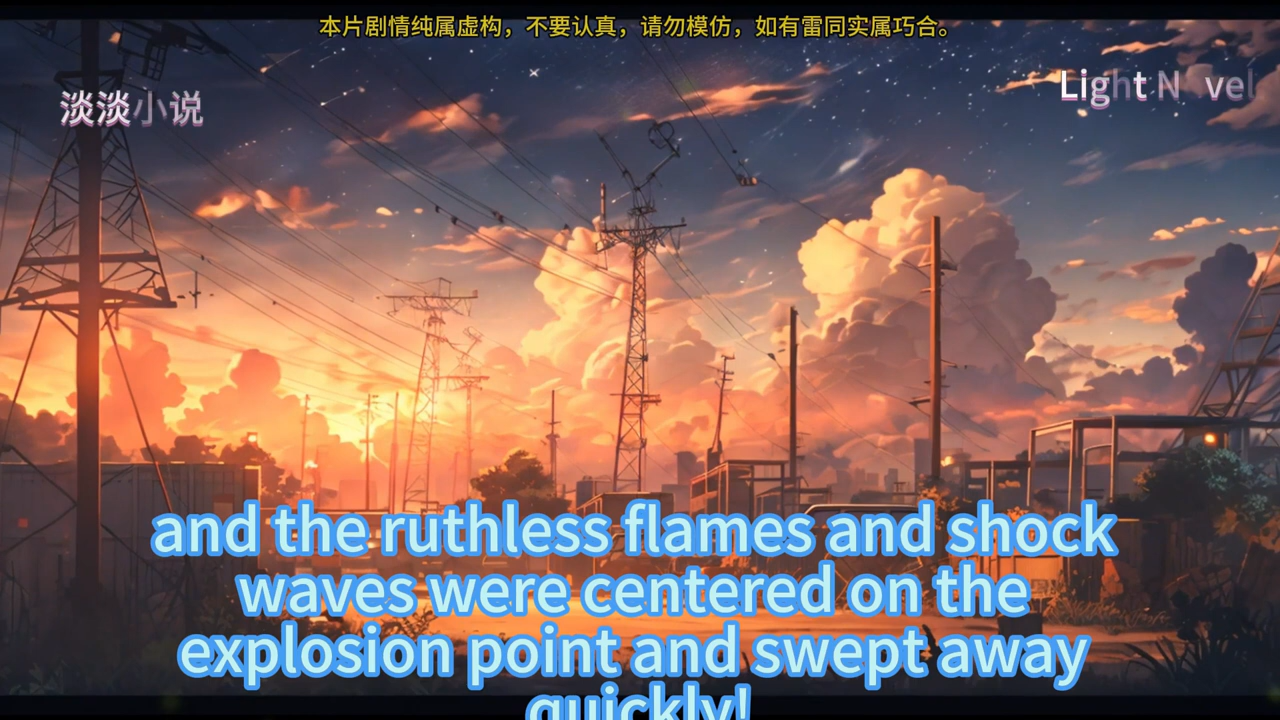 本片剧情纯属虚构，不要认真，请勿模仿，如有雷同实属巧合。
淡淡小说
Light Novel
and the ruthless flames and shock
waves were centered on the
explosion point and swept away
quickly!